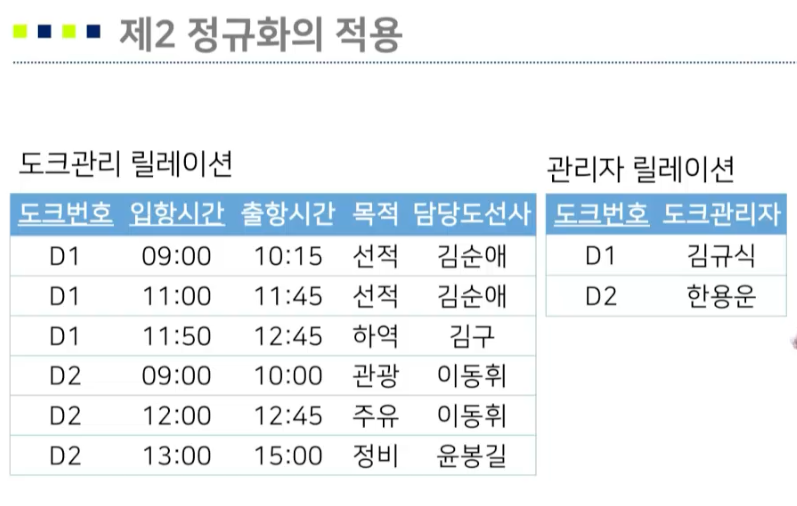 제2 정규화의 적용
도크관리 릴레이션
도크번호 입항시간 출항시간 목적 담당도선사
D1 09:00 10:15 선적 김순애
D1 11:00 11:45 선적 김순애
D1 11:50 12:45 하역 김구
D2 09:00 10:00 관광 이동휘
D2 12:00 12:45 주유 이동휘
D2 13:00 15:00 정비 윤봉길
관리자 릴레이션
도크번호 도크관리자
D1 김규식
D2 한용운